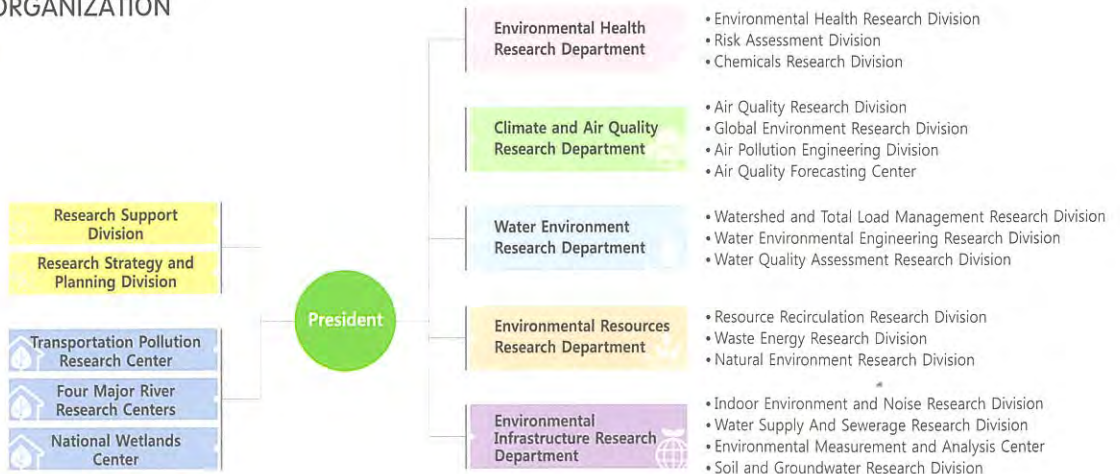 ORGANIZATION
Research Support
Division
Research Strategy and
Planning Division
Transportation Pollution
Research Center
Four Major River
Research Centers
National Wetlands
Center
President
Environmental Health
Research Department
• Environmental Health Research Division
• Risk Assessment Division
• Chemicals Research Division
Climate and Air Quality
Research Department
• Air Quality Research Division
• Global Environment Research Division
• Air Pollution Engineering Division
• Air Quality Forecasting Center
Water Environment
Research Department
• Watershed and Total Load Management Research Division
• Water Environmental Engineering Research Division
• Water Quality Assessment Research Division
Environmental Resources
Research Department
• Resource Recirculation Research Division
• Waste Energy Research Division
• Natural Environment Research Division
Environmental
Infrastructure Research
Department
• Indoor Environment and Noise Research Division
• Water Supply And Sewerage Research Division
• Environmental Measurement and Analysis Center
• Soil and Groundwater Research Division